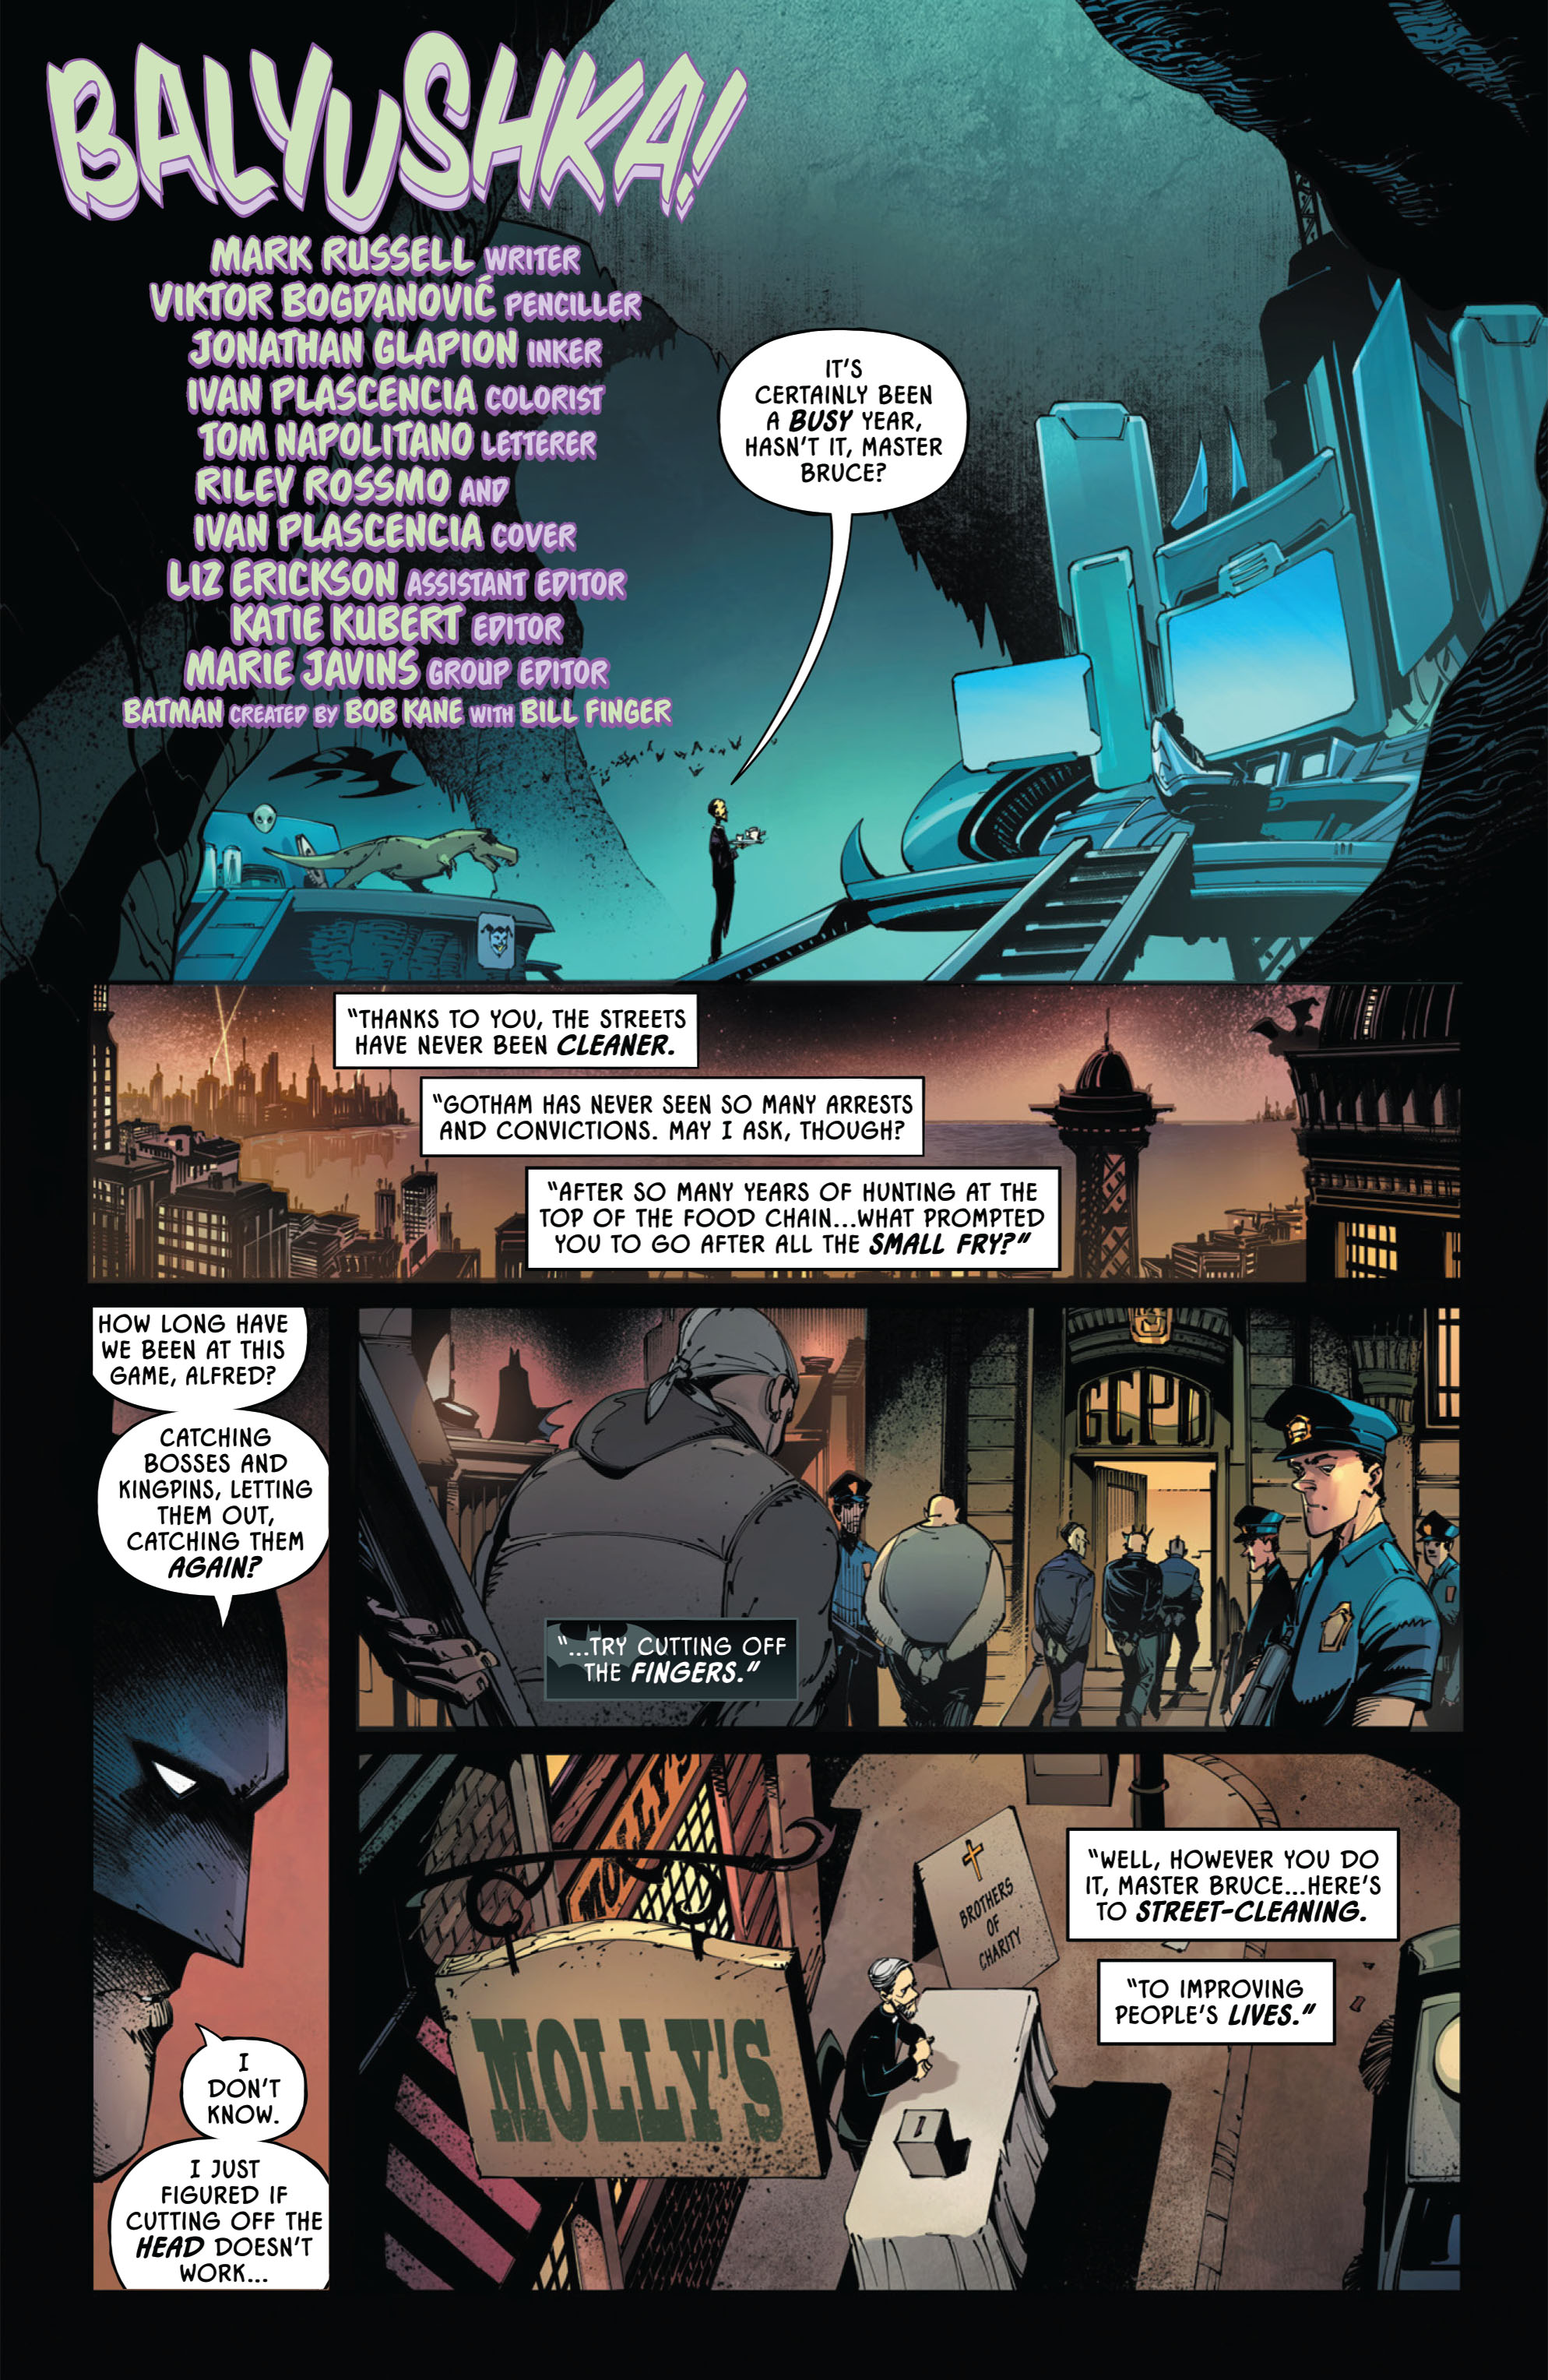 BALYUSHKA!
MARK RUSSELL WRITER
VIKTOR BOGDANOVIĆ PENCILLER
JONATHAN GLAPION INKER
IVAN PLASCENCIA COLORIST
TOM NAPOLITANO LETTERER
RILEY ROSSMO AND
IVAN PLASCENCIA COVER
LIZ ERICKSON ASSISTANT EDITOR
KATIE KUBERT EDITOR
MARIE JAVINS GROUP EDITOR
BATMAN CREATED BY BOB KANE WITH BILL FINGER
IT'S
CERTAINLY BEEN
A BUSY YEAR,
HASN'T IT, MASTER
BRUCE?
"THANKS TO YOU, THE STREETS
HAVE NEVER BEEN CLEANER.
"GOTHAM HAS NEVER SEEN SO MANY ARRESTS
AND CONVICTIONS. MAY I ASK, THOUGH?
"AFTER SO MANY YEARS OF HUNTING AT THE
TOP OF THE FOOD CHAIN...WHAT PROMPTED
YOU TO GO AFTER ALL THE SMALL FRY?"
HOW LONG HAVE
WE BEEN AT THIS
GAME, ALFRED?
CATCHING
BOSSES AND
KINGPINS, LETTING
THEM OUT,
CATCHING THEM
AGAIN?
I
DON'T
KNOW.
I JUST
FIGURED IF
CUTTING OFF THE
HEAD DOESN'T
WORK...
GCPD
"...TRY CUTTING OFF
THE FINGERS."
MOLLY'S
MOLLY'S
BROTHERS
OF
CHARITY
"WELL, HOWEVER YOU DO
IT, MASTER BRUCE...HERE'S
TO STREET-CLEANING.
"TO IMPROVING
PEOPLE'S LIVES."